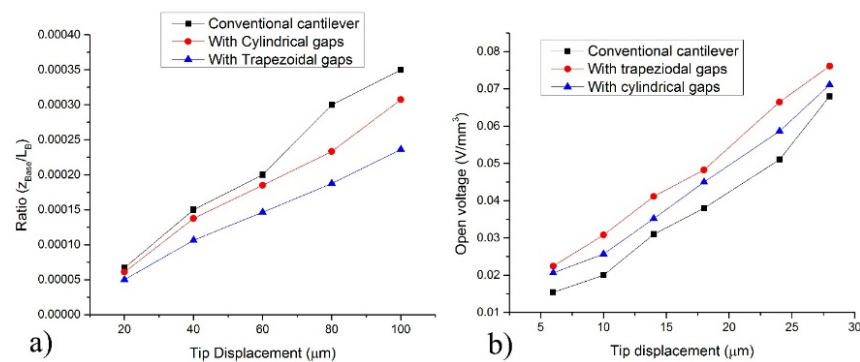 Conventional cantilever
With Cylindrical gaps
With Trapezoidal gaps
0.00040
0.00035
0.00030
0.00025
0.00020
0.00015
0.00010
0.00005
0.00000
Ratio (z_Base/L_B)
20 40 60 80 100
Tip Displacement (μm)
a)
Conventional cantilever
With trapeziodal gaps
With cylindrical gaps
0.08
0.07
0.06
0.05
0.04
0.03
0.02
0.01
Open voltage (V/mm³)
5 10 15 20 25 30
Tip displacement (μm)
b)